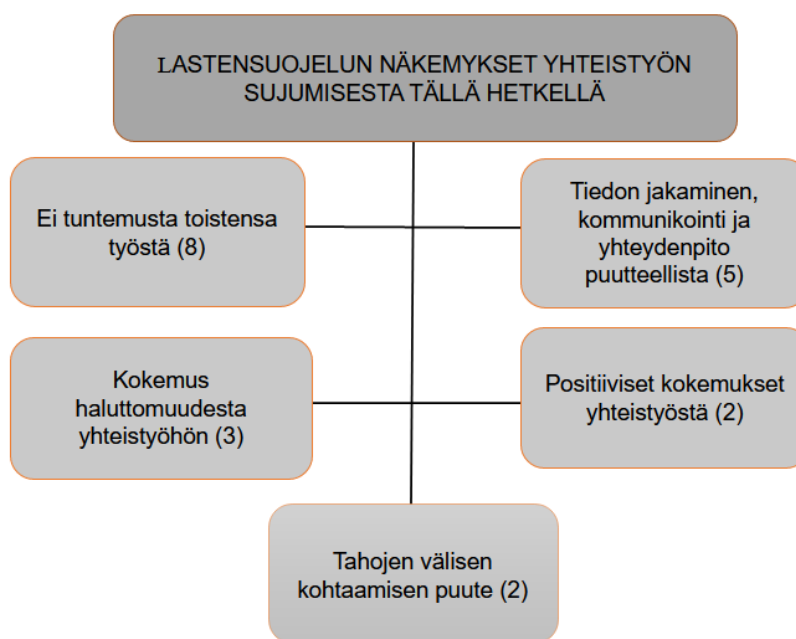 LASTENSUOJELUN NÄKEMYKSET YHTEISTYÖN
SUJUMISESTA TÄLLÄ HETKELLÄ
Ei tuntemusta toistensa
työstä (8)
Tiedon jakaminen,
kommunikointi ja
yhteydenpito
puutteellista (5)
Kokemus
haluttomuudesta
yhteistyöhön (3)
Positiiviset kokemukset
yhteistyöstä (2)
Tahojen välisen
kohtaamisen puute (2)